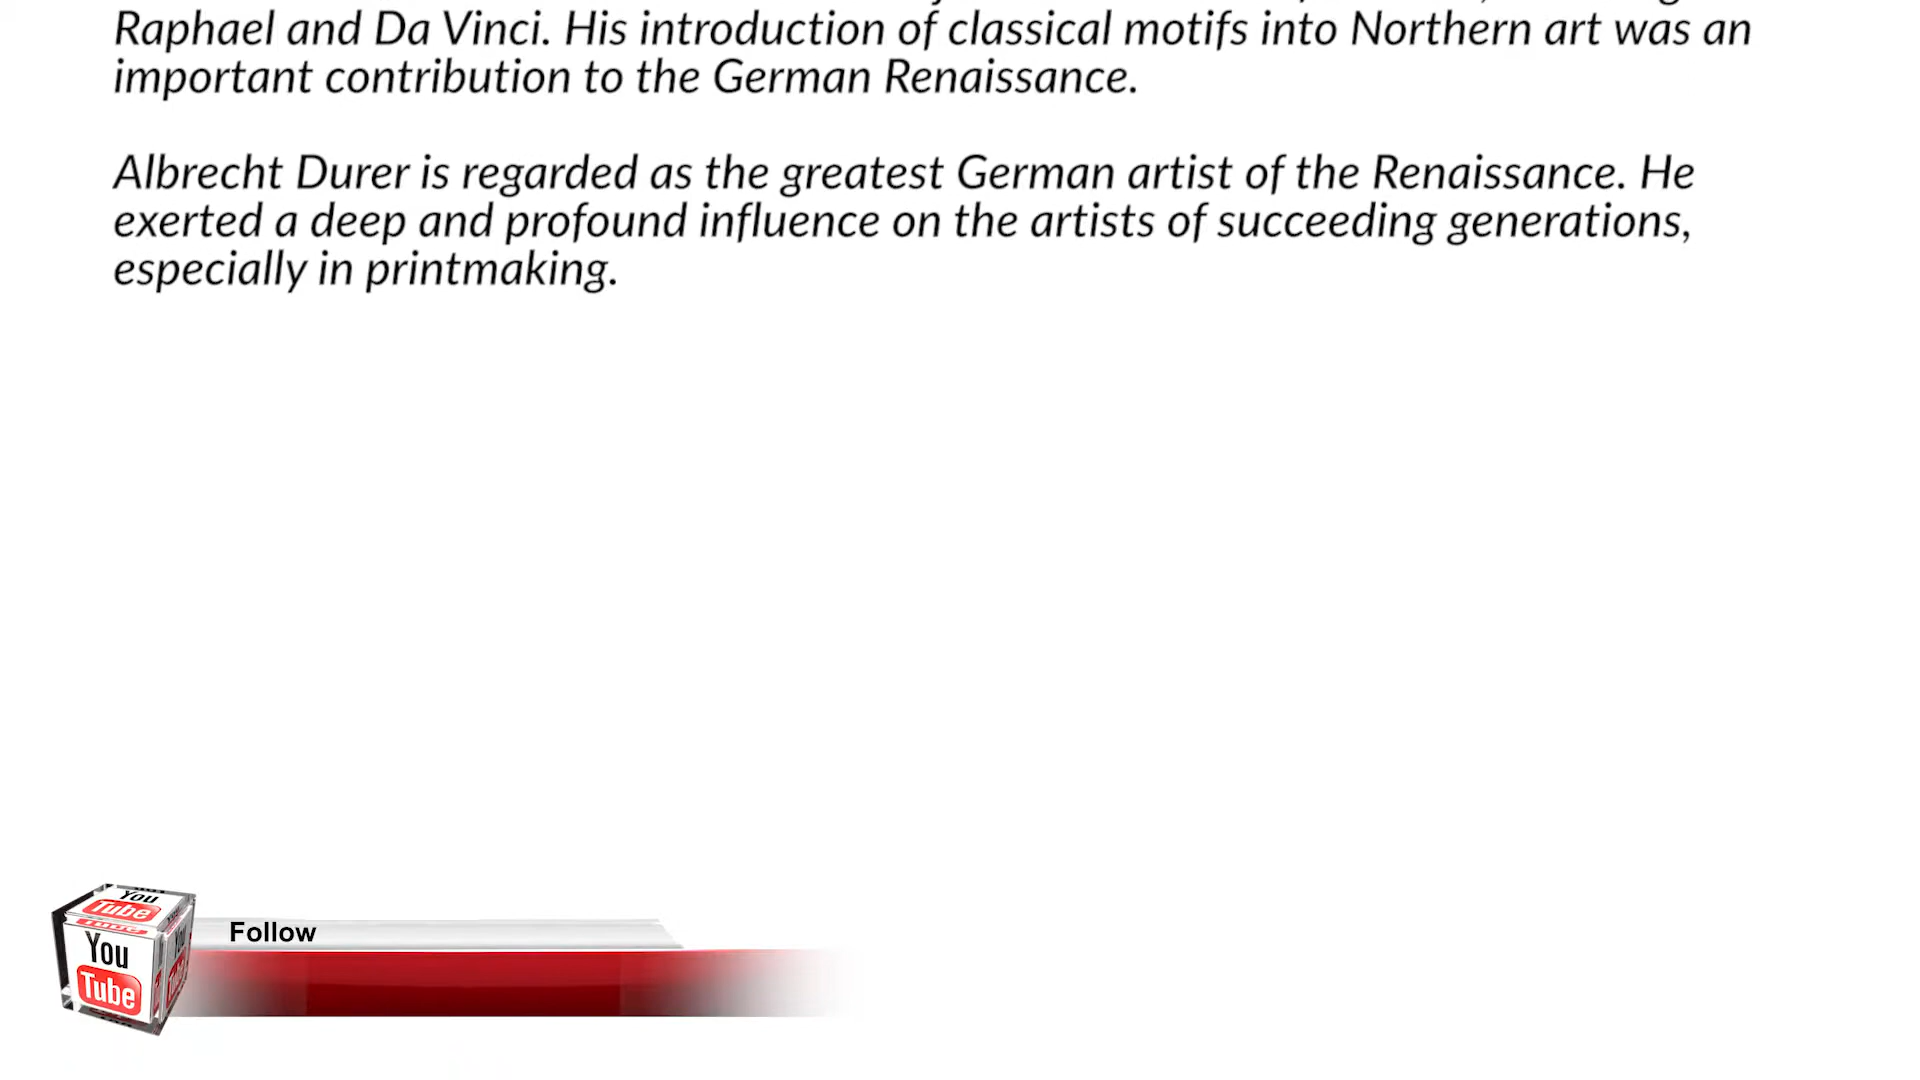 Raphael and Da Vinci. His introduction of classical motifs into Northern art was an
important contribution to the German Renaissance.
Albrecht Durer is regarded as the greatest German artist of the Renaissance. He
exerted a deep and profound influence on the artists of succeeding generations,
especially in printmaking.
You
Tube
You
Tube
Follow